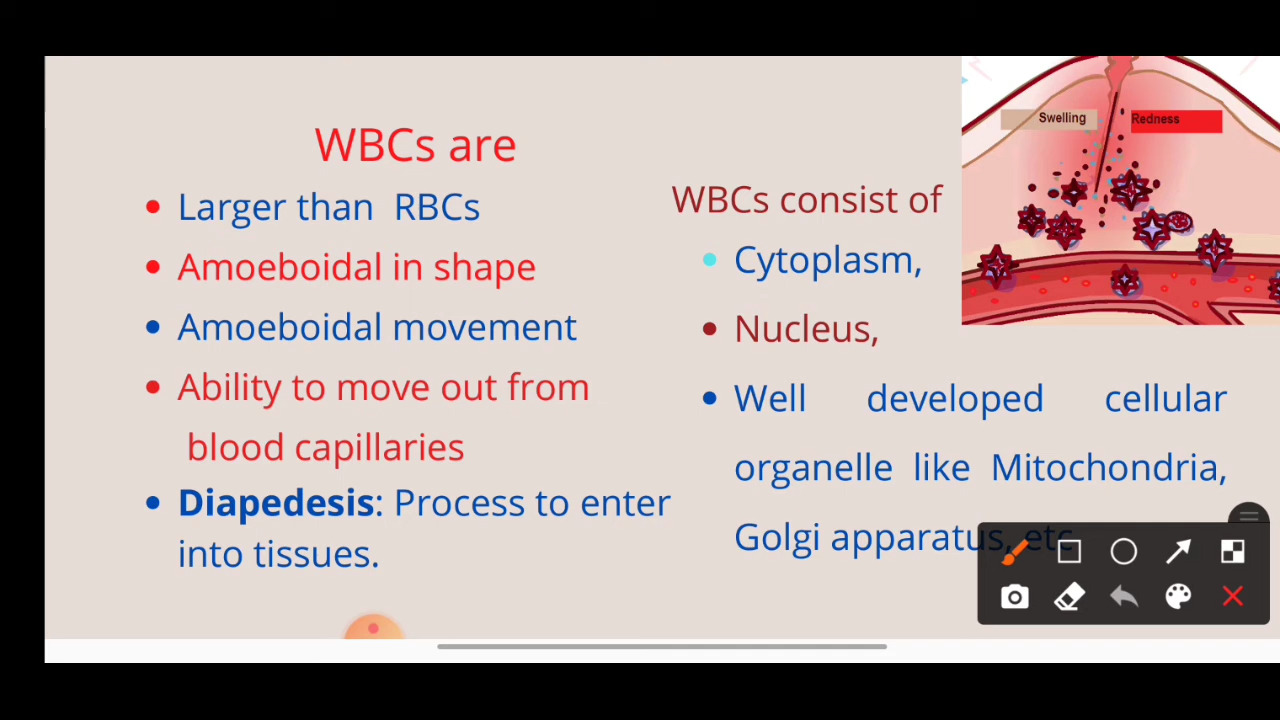 WBCs are
Larger than RBCs
Amoeboidal in shape
Amoeboidal movement
Ability to move out from
blood capillaries
Diapedesis: Process to enter
into tissues.
WBCs consist of
Cytoplasm,
Nucleus,
Well developed cellular
organelle like Mitochondria,
Golgi apparatus, etc
Swelling
Redness